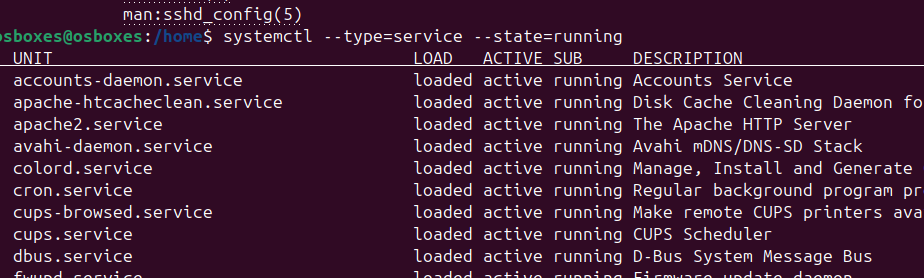 man:sshd_config(5)
osboxes@osboxes:/home$ systemctl --type=service --state=running
UNIT LOAD ACTIVE SUB DESCRIPTION
accounts-daemon.service loaded active running Accounts Service
apache-htcacheclean.service loaded active running Disk Cache Cleaning Daemon fo
apache2.service loaded active running The Apache HTTP Server
avahi-daemon.service loaded active running Avahi mDNS/DNS-SD Stack
colord.service loaded active running Manage, Install and Generate
cron.service loaded active running Regular background program pr
cups-browsed.service loaded active running Make remote CUPS printers ava
cups.service loaded active running CUPS Scheduler
dbus.service loaded active running D-Bus System Message Bus
fwupd.service loaded active running Firmware update daemon